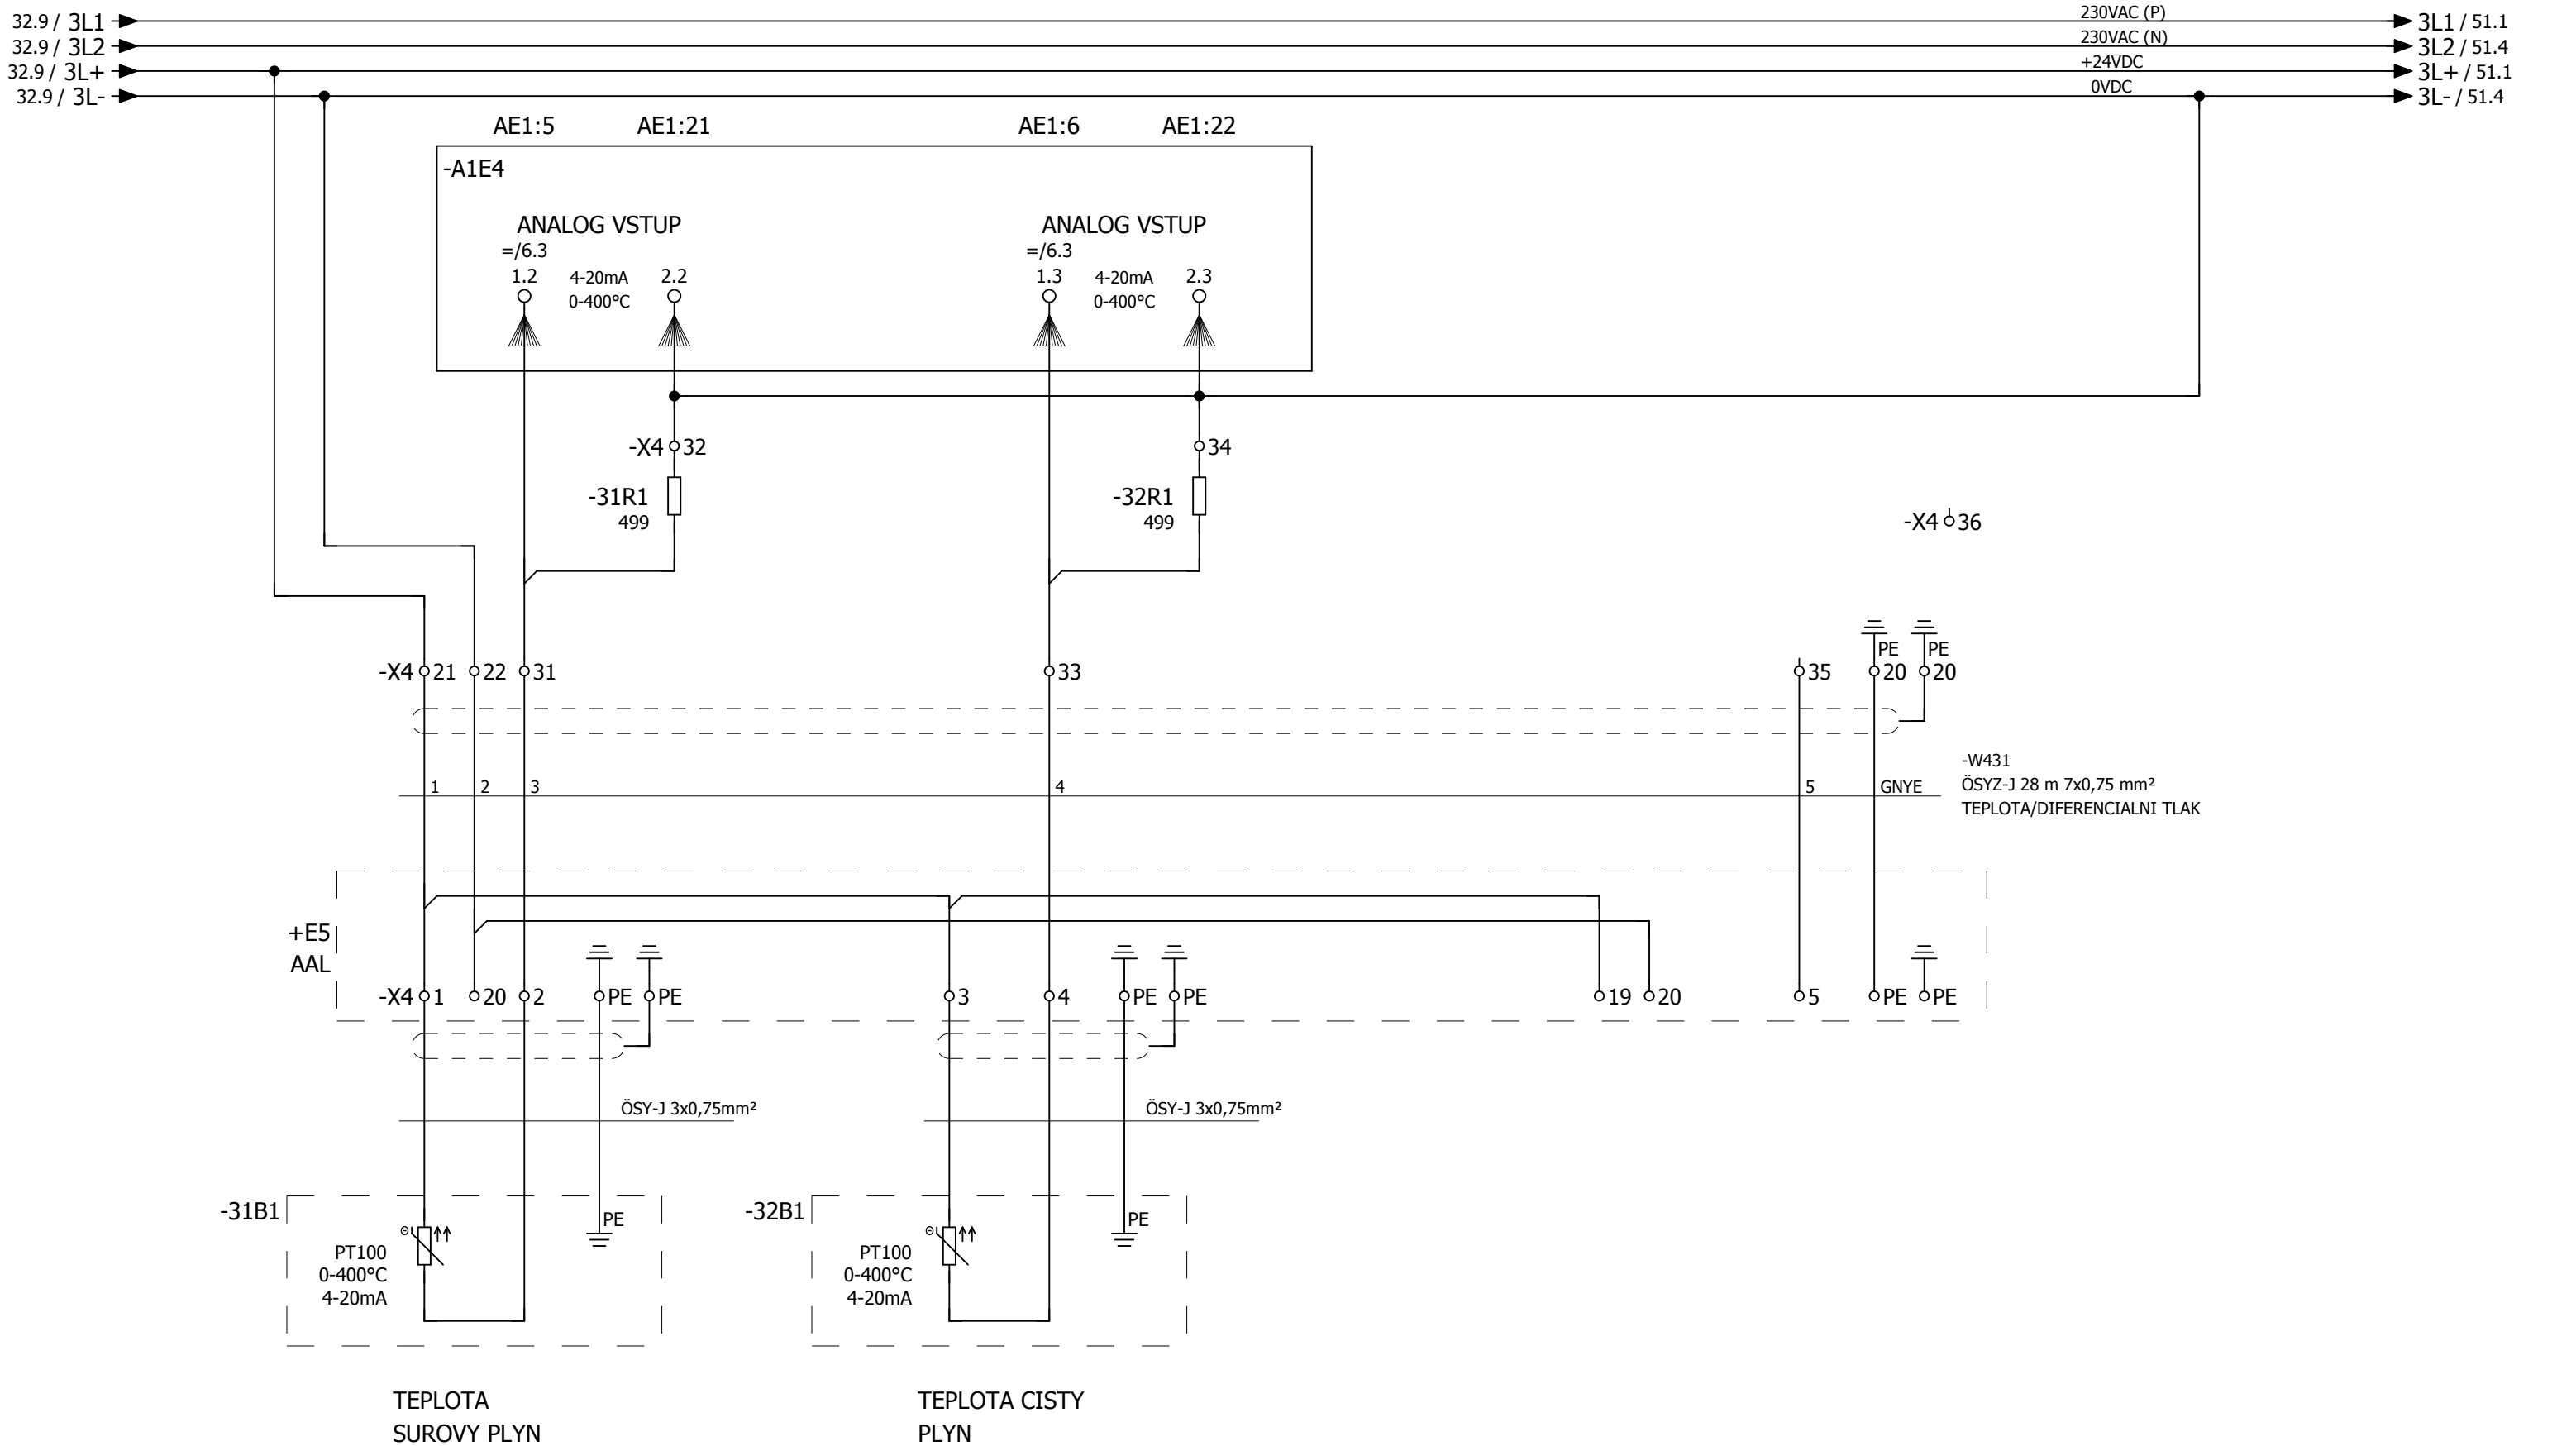 32.9 / 3L1
230VAC (P)
3L1 / 51.1
32.9 / 3L2
230VAC (N)
3L2 / 51.4
32.9 / 3L+
+24VDC
3L+ / 51.1
32.9 / 3L-
0VDC
3L- / 51.4
AE1:5 AE1:21 AE1:6 AE1:22
-A1E4
ANALOG VSTUP ANALOG VSTUP
=/6.3 =/6.3
1.2 4-20mA 2.2 1.3 4-20mA 2.3
0-400°C 0-400°C
-X4 32 34
-31R1 -32R1
499 499
-X4 36
PE PE
-X4 21 22 31 33 35 20 20
-W431
1 2 3 4 5 GNYE ÖSYZ-J 28 m 7x0,75 mm²
TEPLOTA/DIFERENCIALNI TLAK
+E5
AAL
-X4 1 20 2 PE PE 3 4 PE PE 19 20 5 PE PE
ÖSY-J 3x0,75mm² ÖSY-J 3x0,75mm²
-31B1 PE -32B1 PE
Θ Θ
PT100 PT100
0-400°C 0-400°C
4-20mA 4-20mA
TEPLOTA TEPLOTA CISTY
SUROVY PLYN PLYN